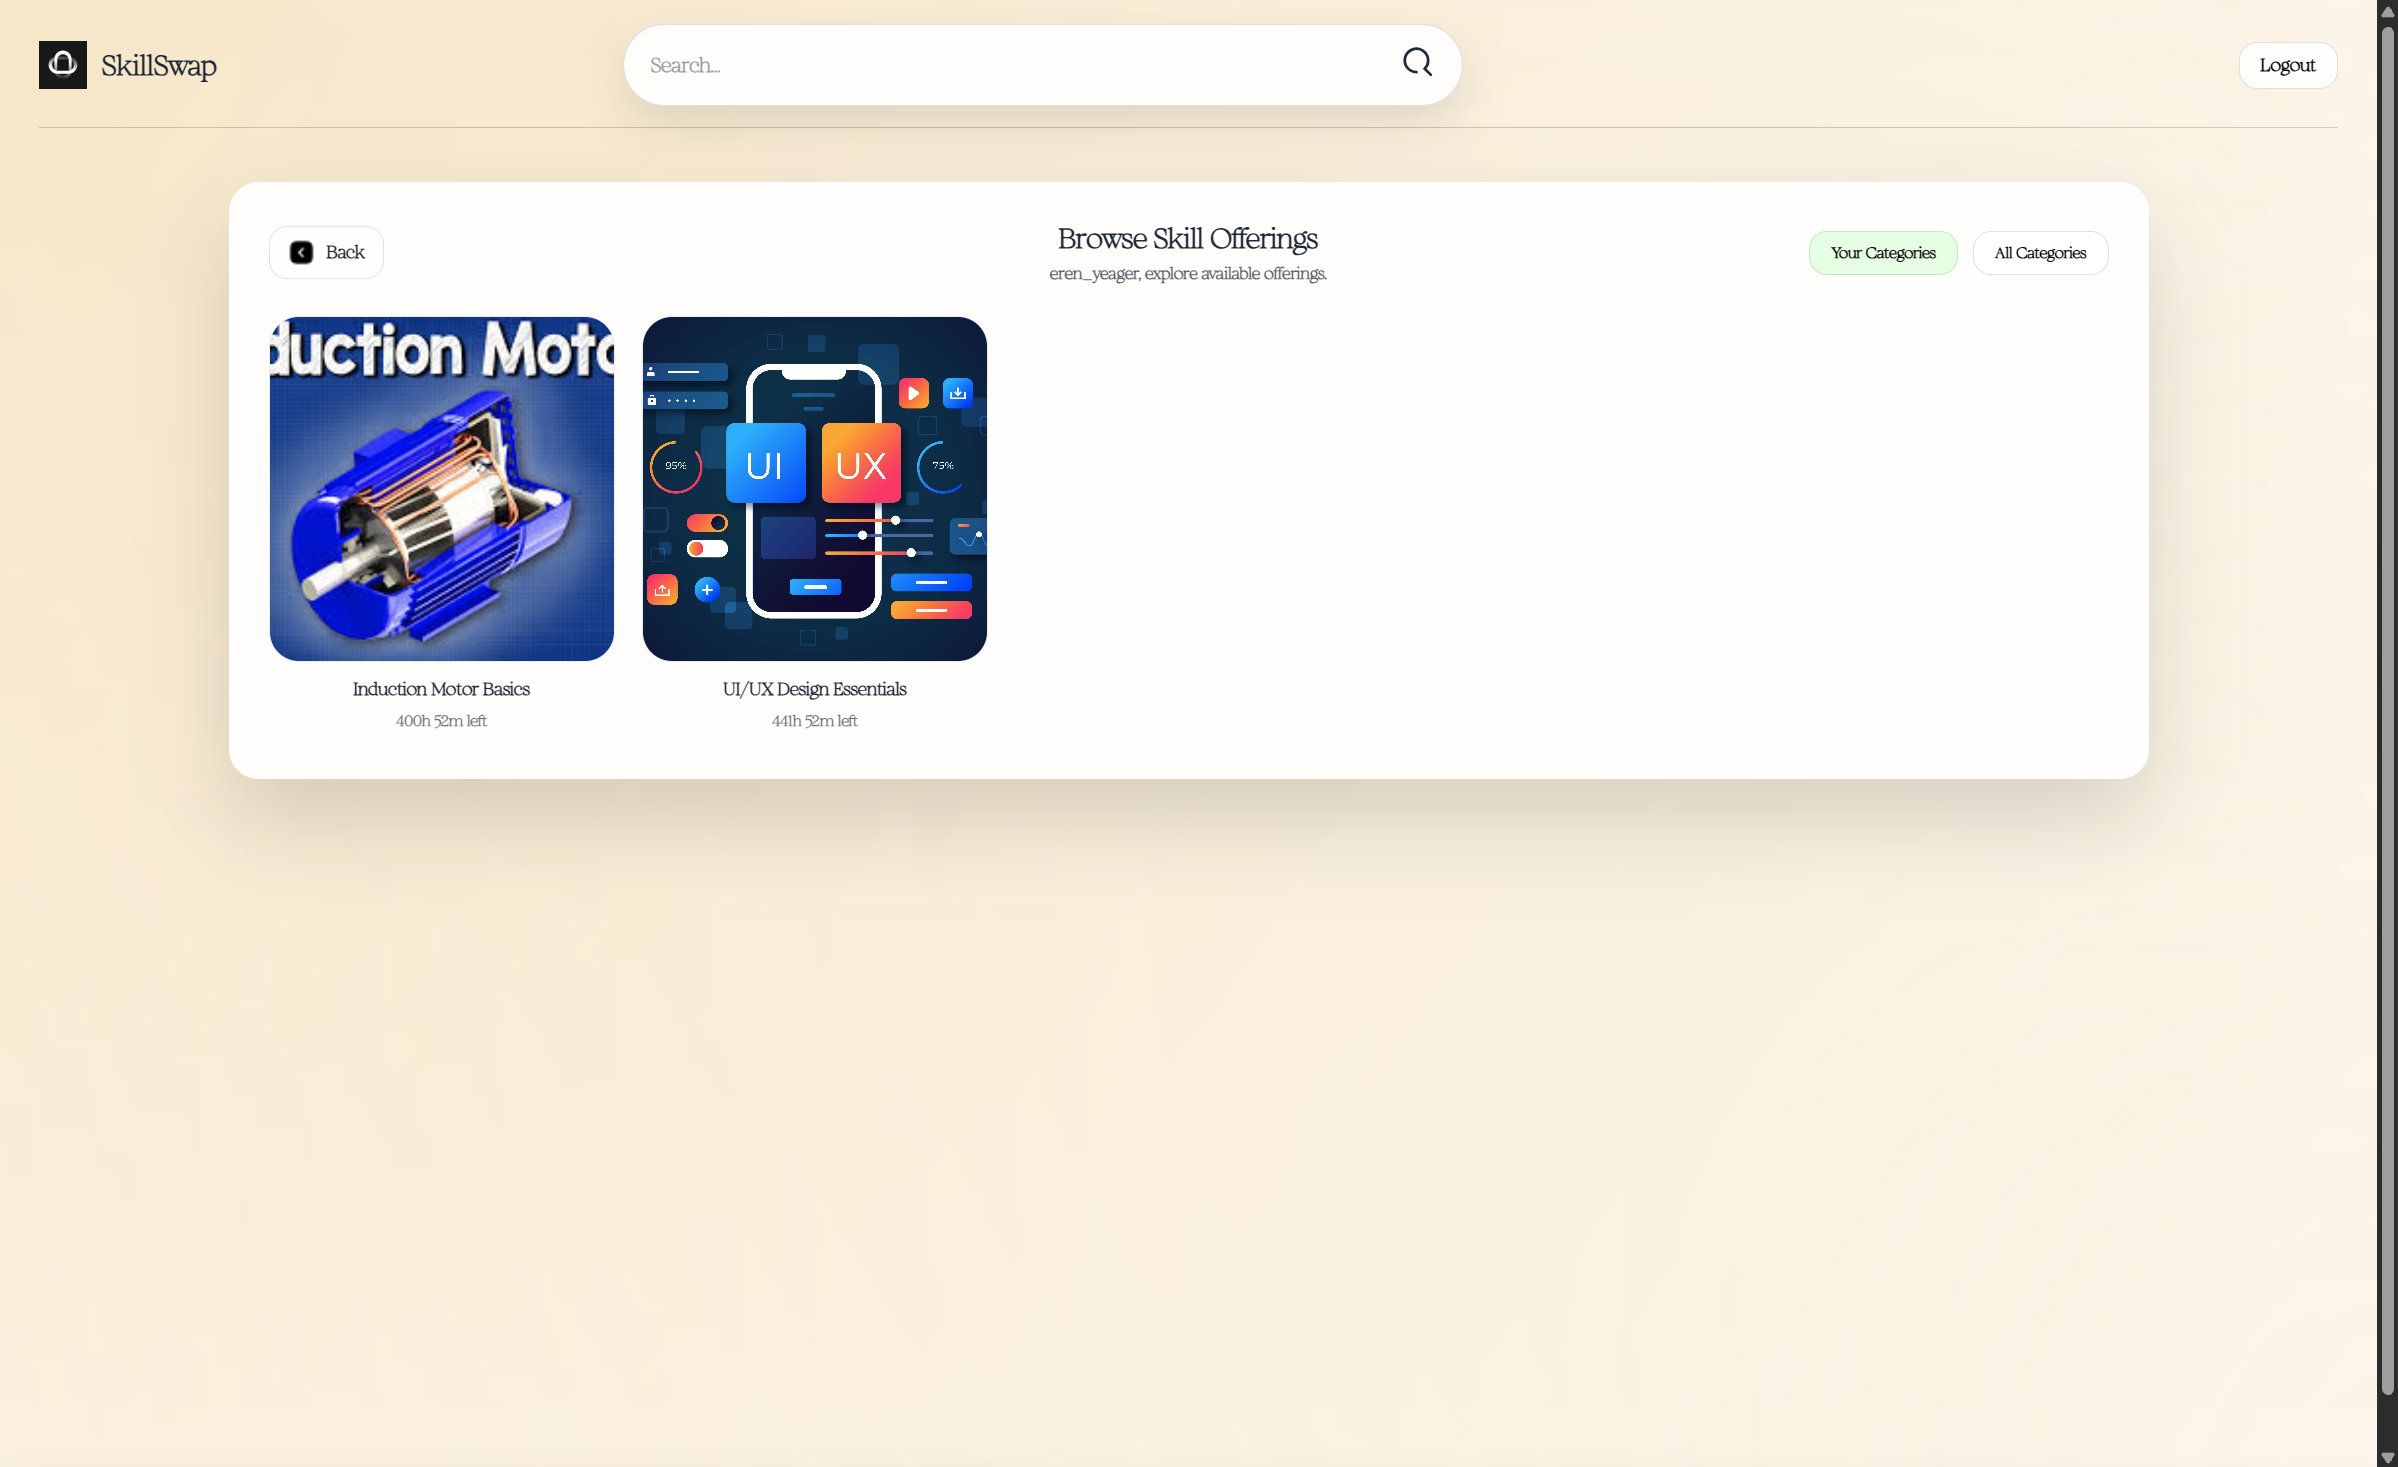 SkillSwap
Search...
Logout
Back
Browse Skill Offerings
eren_yeager, explore available offerings.
Your Categories
All Categories
duction Moto
95%
UI
UX
75%
Induction Motor Basics
400h 52m left
UI/UX Design Essentials
441h 52m left